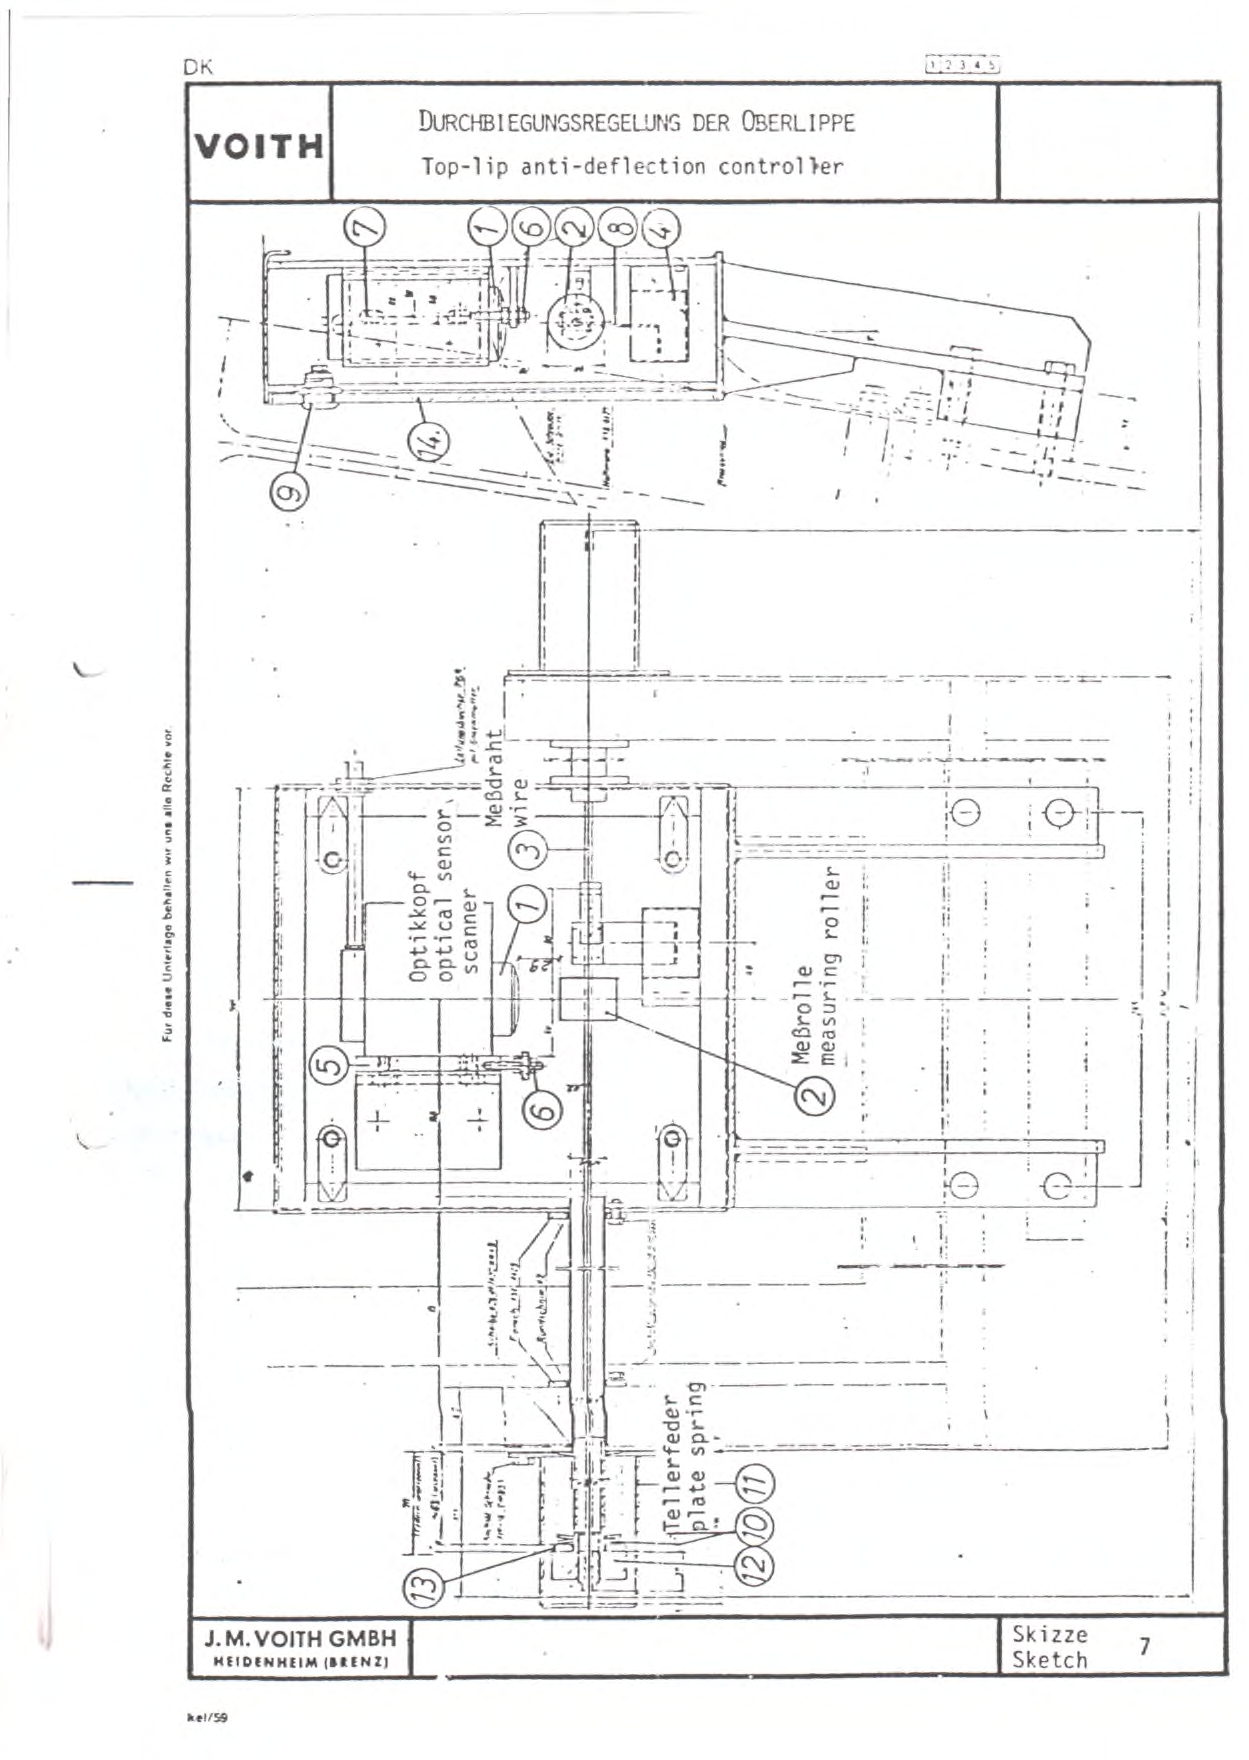 DK
1 2 3 4 5
VOITH
DURCHBIEGUNGSREGELUNG DER OBERLIPPE
Top-lip anti-deflection controller
7
1
6
2
8
4
9
14.
Meßdraht
wire
3
Optikkopf
optical sensor
scanner
1
5
6
Meßrolle
measuring roller
2
Tellerfeder
plate spring
11
10
12
13
Für diese Unterlage behalten wir uns alle Rechte vor.
J. M. VOITH GMBH
HEIDENHEIM (BRENZ)
Skizze
Sketch
7
kel/59